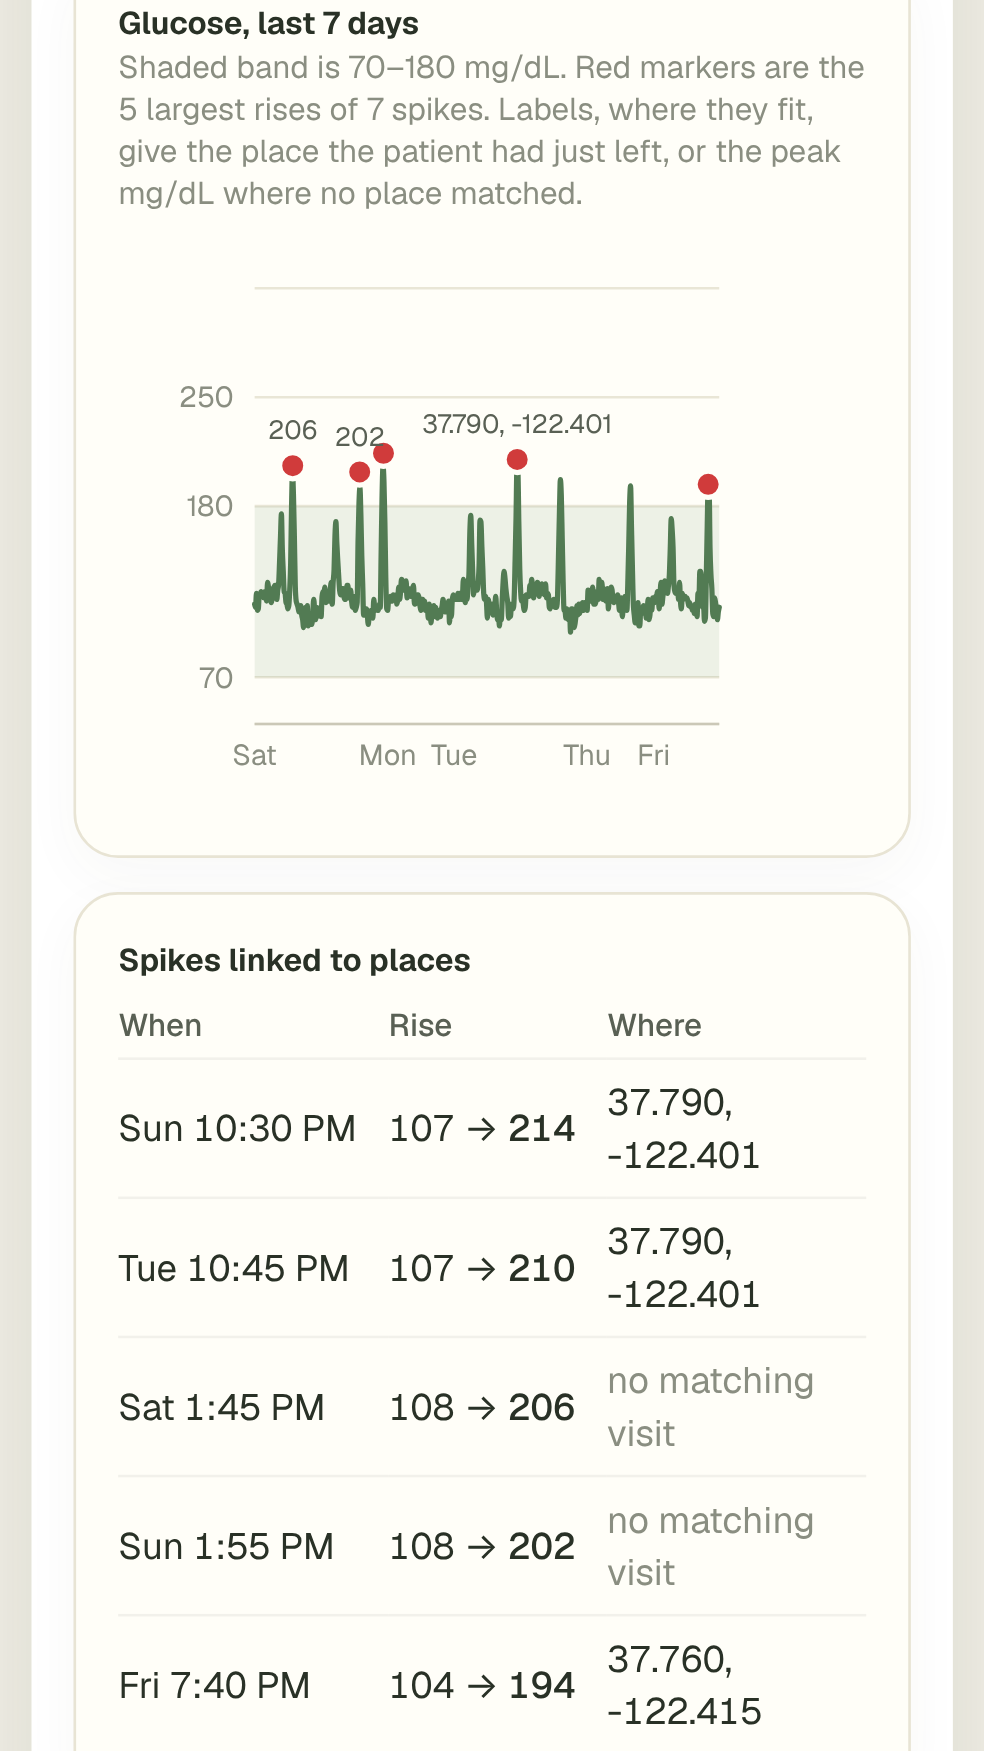 Glucose, last 7 days
Shaded band is 70–180 mg/dL. Red markers are the
5 largest rises of 7 spikes. Labels, where they fit,
give the place the patient had just left, or the peak
mg/dL where no place matched.
250
206
202
37.790, -122.401
180
70
Sat Mon Tue Thu Fri
Spikes linked to places
When Rise Where
Sun 10:30 PM 107 → 214 37.790,
-122.401
Tue 10:45 PM 107 → 210 37.790,
-122.401
Sat 1:45 PM 108 → 206 no matching
visit
Sun 1:55 PM 108 → 202 no matching
visit
Fri 7:40 PM 104 → 194 37.760,
-122.415